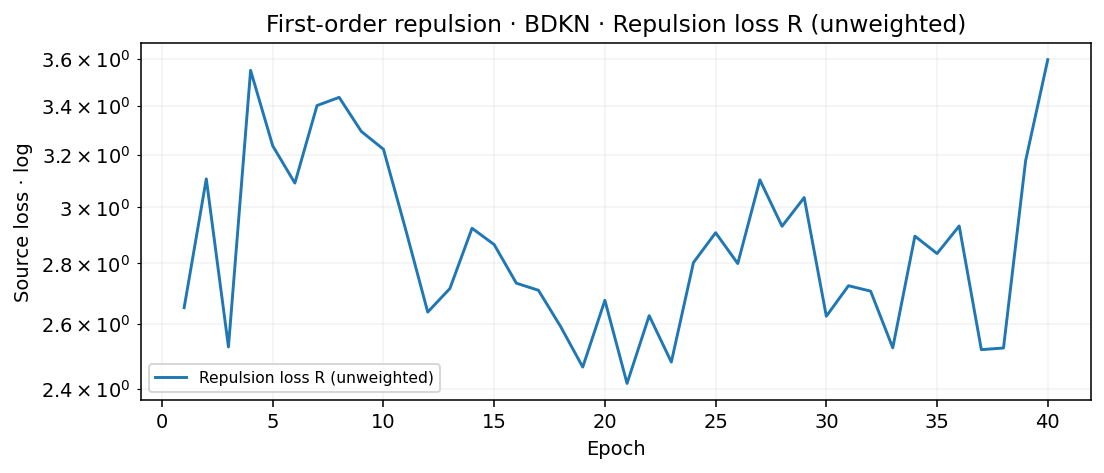 First-order repulsion · BDKN · Repulsion loss R (unweighted)
Source loss · log
3.6 × 10⁰
3.4 × 10⁰
3.2 × 10⁰
3 × 10⁰
2.8 × 10⁰
2.6 × 10⁰
2.4 × 10⁰
Repulsion loss R (unweighted)
0 5 10 15 20 25 30 35 40
Epoch